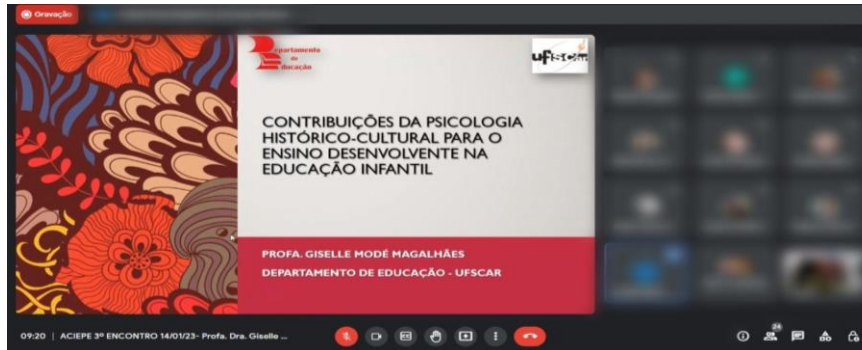 Gravação
Departamento
de
Educação
ufscar
CONTRIBUIÇÕES DA PSICOLOGIA
HISTÓRICO-CULTURAL PARA O
ENSINO DESENVOLVENTE NA
EDUCAÇÃO INFANTIL
PROFA. GISELLE MODÉ MAGALHÃES
DEPARTAMENTO DE EDUCAÇÃO - UFSCAR
09:20 | ACIEPE 3º ENCONTRO 14/01/23- Profa. Dra. Giselle ...
24